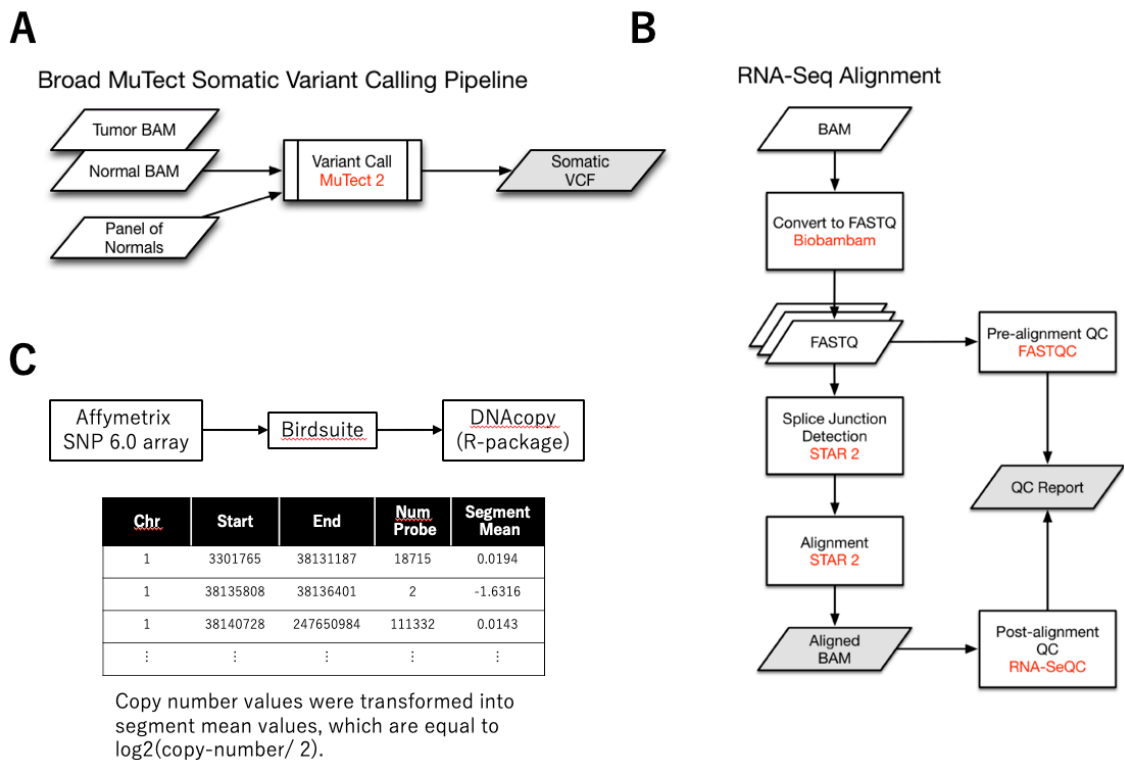 A
Broad MuTect Somatic Variant Calling Pipeline
Tumor BAM
Normal BAM
Panel of
Normals
Variant Call
MuTect 2
Somatic
VCF
B
RNA-Seq Alignment
BAM
Convert to FASTQ
Biobambam
FASTQ
Pre-alignment QC
FASTQC
Splice Junction
Detection
STAR 2
QC Report
Alignment
STAR 2
Aligned
BAM
Post-alignment
QC
RNA-SeQC
C
Affymetrix
SNP 6.0 array
Birdsuite
DNAcopy
(R-package)
Chr Start End Num Probe Segment Mean
1 3301765 38131187 18715 0.0194
1 38135808 38136401 2 -1.6316
1 38140728 247650984 111332 0.0143
⋮ ⋮ ⋮ ⋮ ⋮
Copy number values were transformed into
segment mean values, which are equal to
log2(copy-number/ 2).